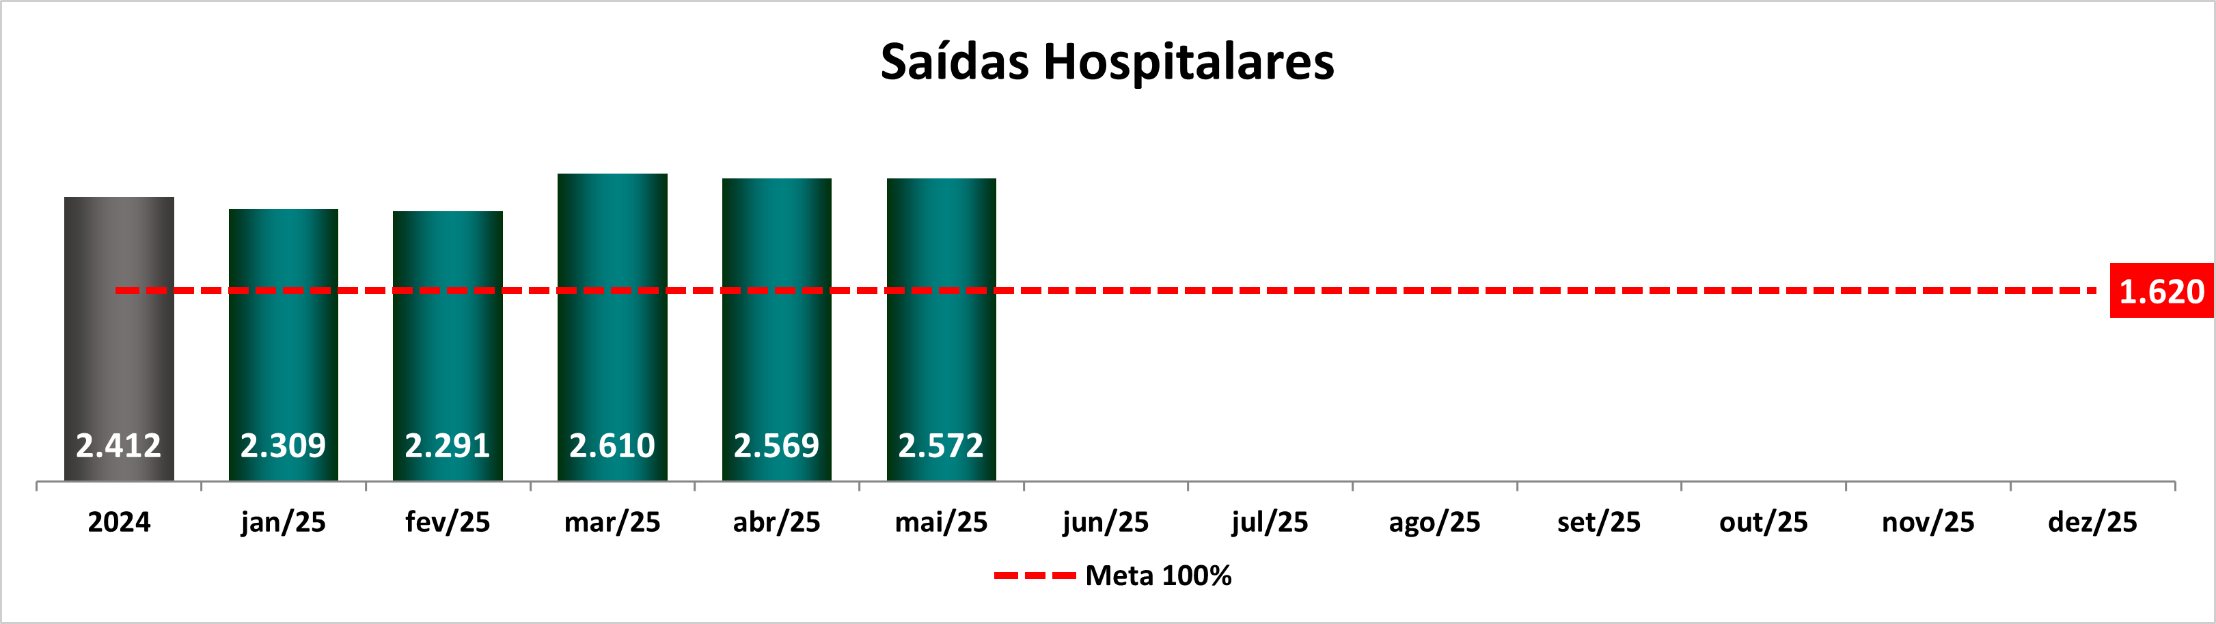 Saídas Hospitalares
1.620
2.412 2.309 2.291 2.610 2.569 2.572
2024 jan/25 fev/25 mar/25 abr/25 mai/25 jun/25 jul/25 ago/25 set/25 out/25 nov/25 dez/25
Meta 100%